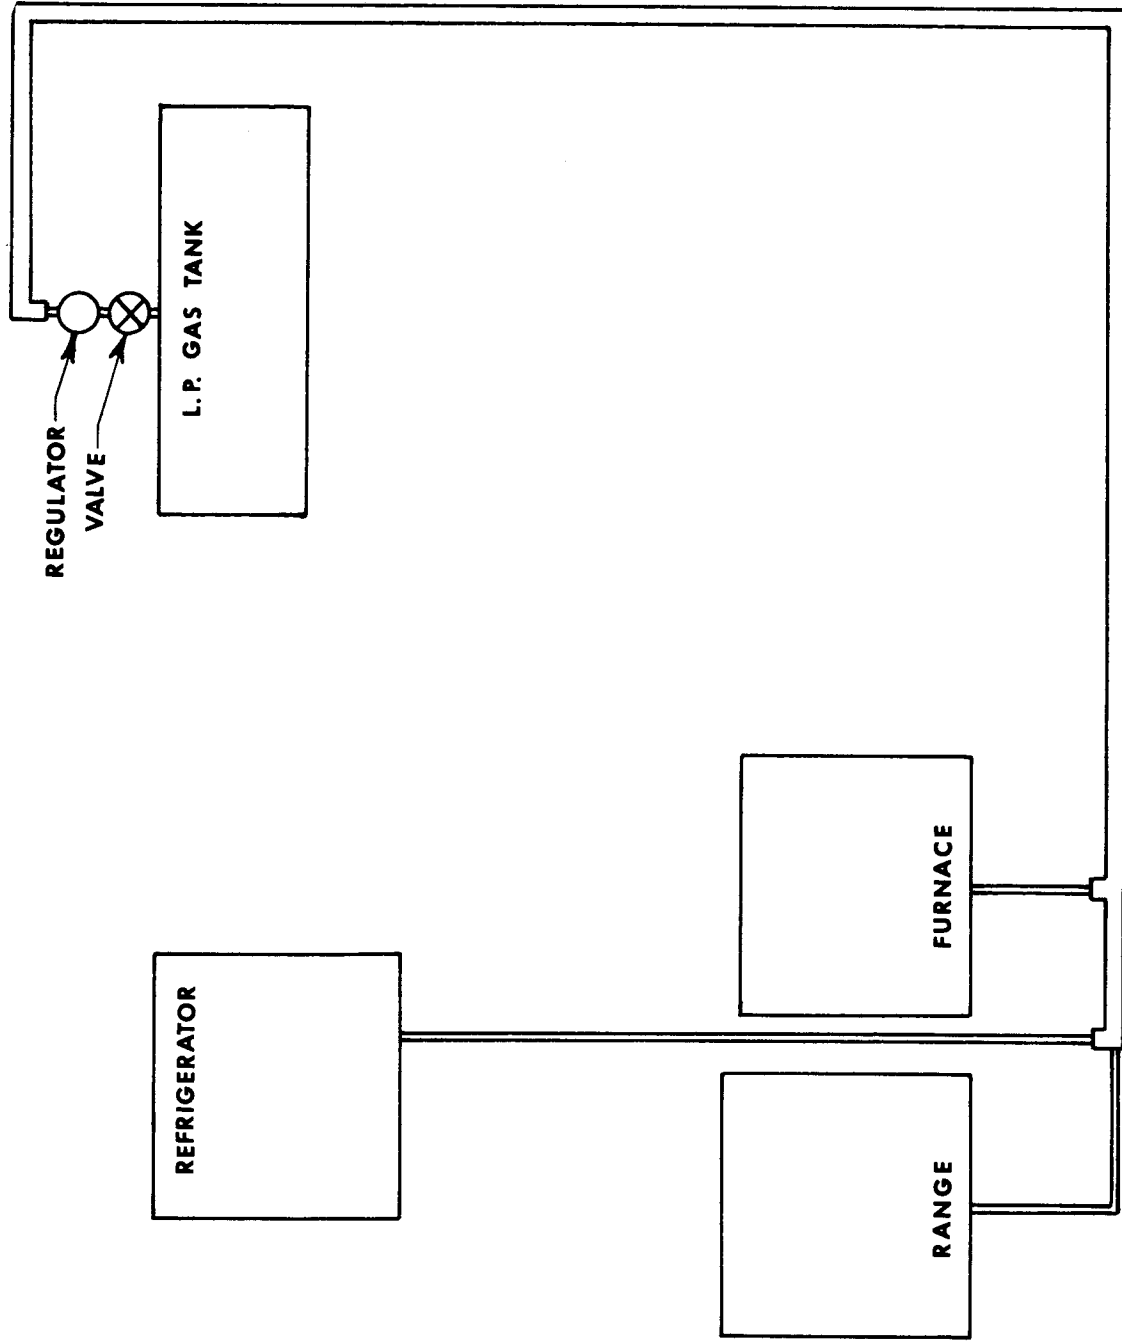 REGULATOR
VALVE
L.P. GAS TANK
REFRIGERATOR
FURNACE
RANGE